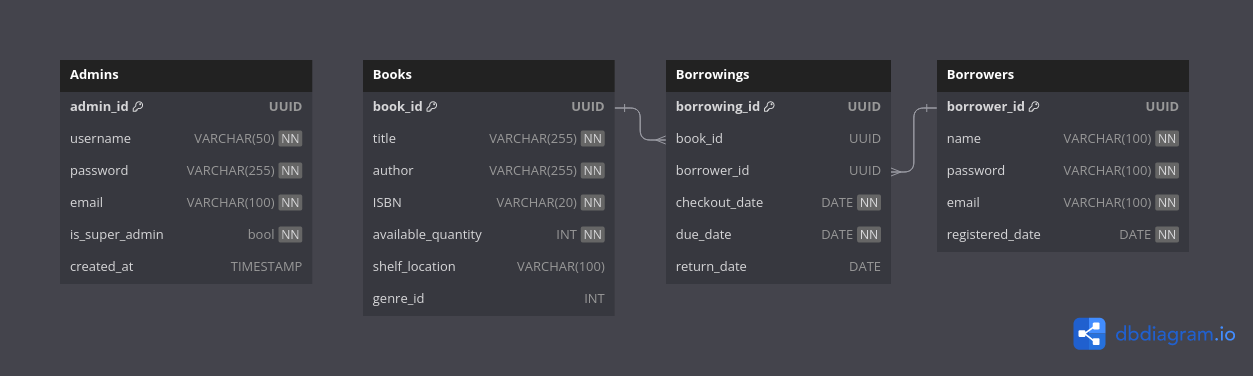 Admins
admin_id UUID
username VARCHAR(50) NN
password VARCHAR(255) NN
email VARCHAR(100) NN
is_super_admin bool NN
created_at TIMESTAMP
Books
book_id UUID
title VARCHAR(255) NN
author VARCHAR(255) NN
ISBN VARCHAR(20) NN
available_quantity INT NN
shelf_location VARCHAR(100)
genre_id INT
Borrowings
borrowing_id UUID
book_id UUID
borrower_id UUID
checkout_date DATE NN
due_date DATE NN
return_date DATE
Borrowers
borrower_id UUID
name VARCHAR(100) NN
password VARCHAR(100) NN
email VARCHAR(100) NN
registered_date DATE NN
dbdiagram.io